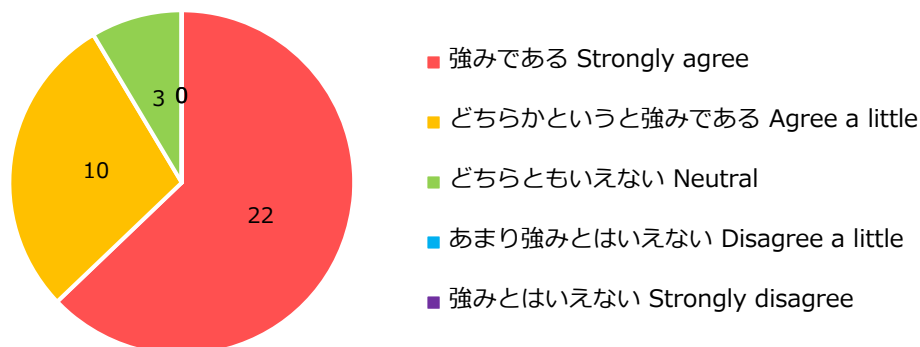 強みである Strongly agree
どちらかというと強みである Agree a little
どちらともいえない Neutral
あまり強みとはいえない Disagree a little
強みとはいえない Strongly disagree
3
0
0
10
22